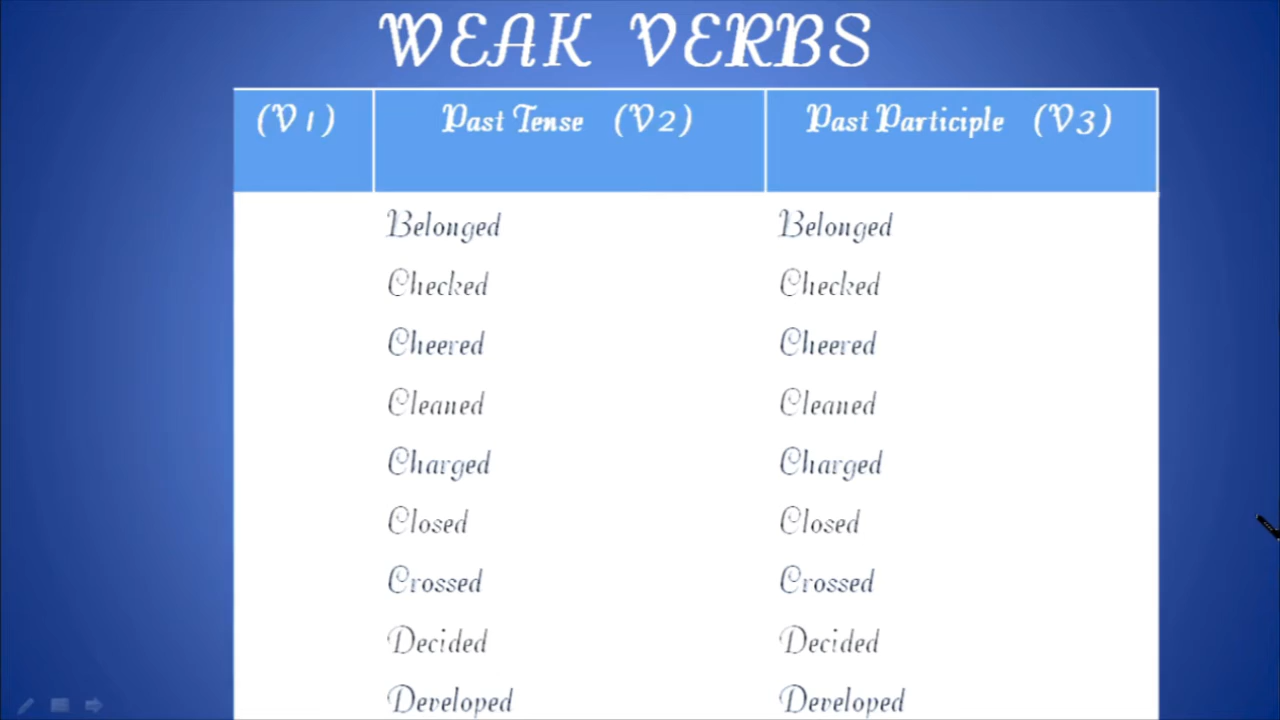 WEAK VERBS
(V1) Past Tense (V2) Past Participle (V3)
Belonged Belonged
Checked Checked
Cheered Cheered
Cleaned Cleaned
Charged Charged
Closed Closed
Crossed Crossed
Decided Decided
Developed Developed